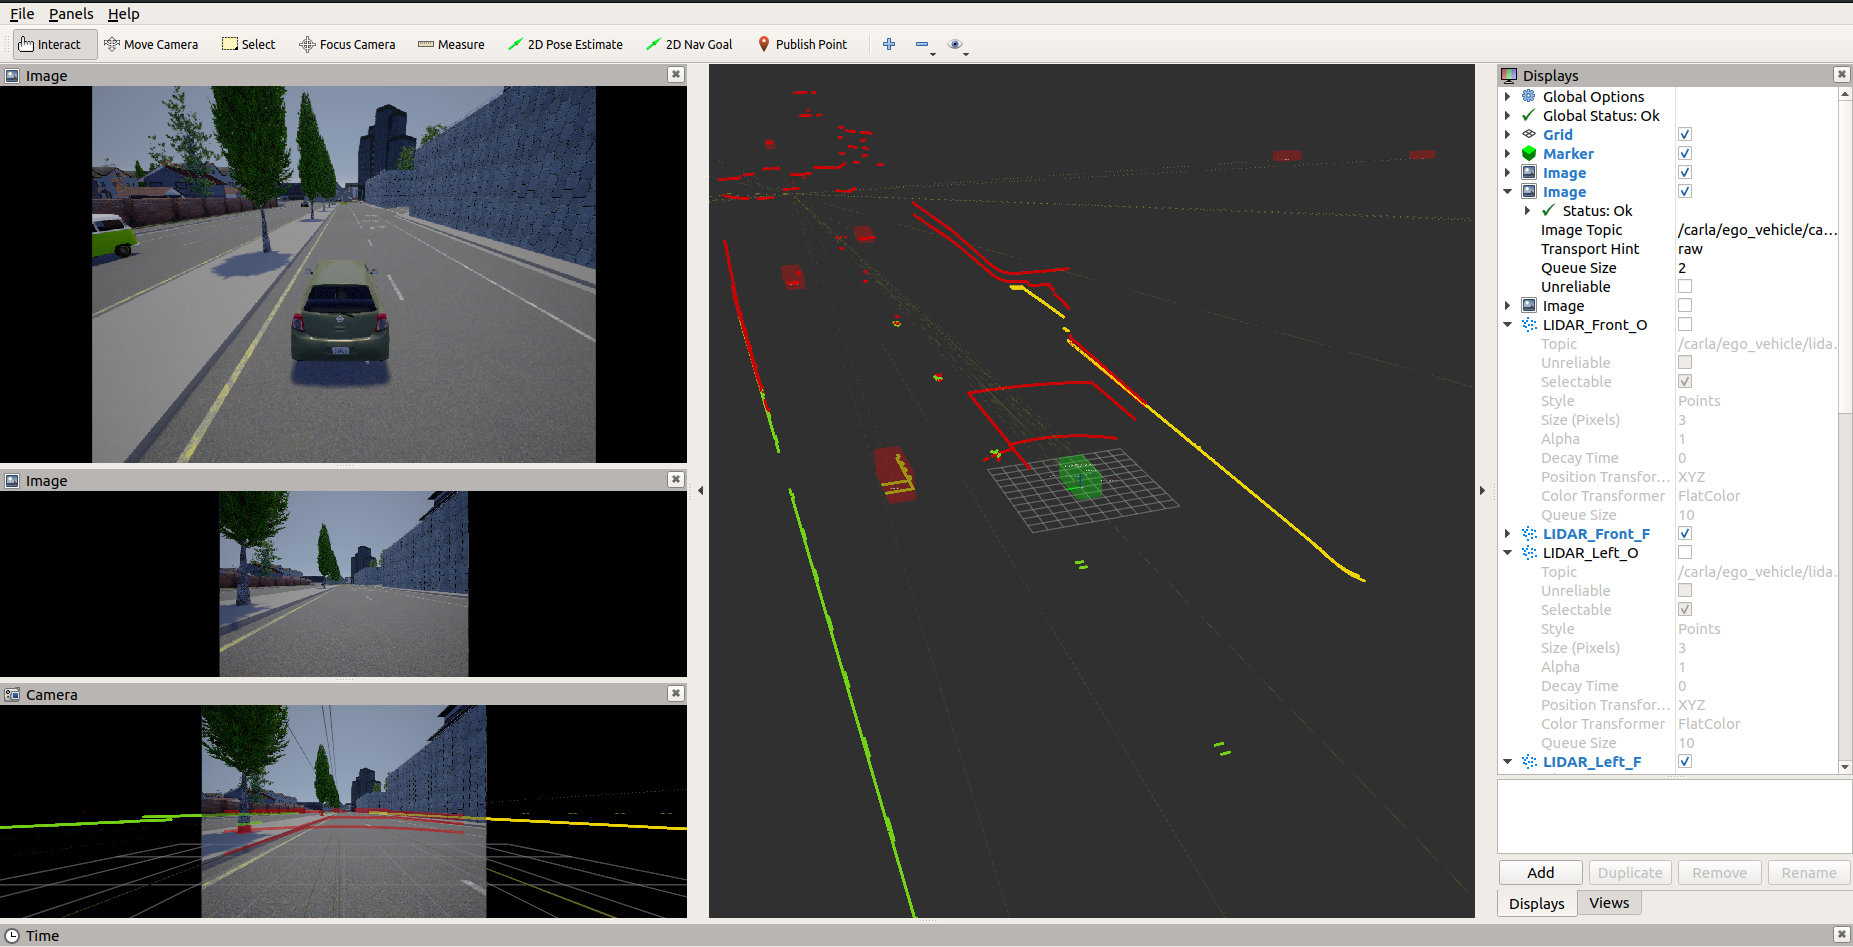 File Panels Help
Interact Move Camera Select Focus Camera Measure 2D Pose Estimate 2D Nav Goal Publish Point
Image
Image
Camera
Time
Displays
Global Options
Global Status: Ok
Grid
Marker
Image
Image
Status: Ok
Image Topic /carla/ego_vehicle/ca...
Transport Hint raw
Queue Size 2
Unreliable
Image
LIDAR_Front_O
Topic /carla/ego_vehicle/lida.
Unreliable
Selectable
Style Points
Size (Pixels) 3
Alpha 1
Decay Time 0
Position Transfor... XYZ
Color Transformer FlatColor
Queue Size 10
LIDAR_Front_F
LIDAR_Left_O
Topic /carla/ego_vehicle/lida.
Unreliable
Selectable
Style Points
Size (Pixels) 3
Alpha 1
Decay Time 0
Position Transfor... XYZ
Color Transformer FlatColor
Queue Size 10
LIDAR_Left_F
Add Duplicate Remove Rename
Displays Views